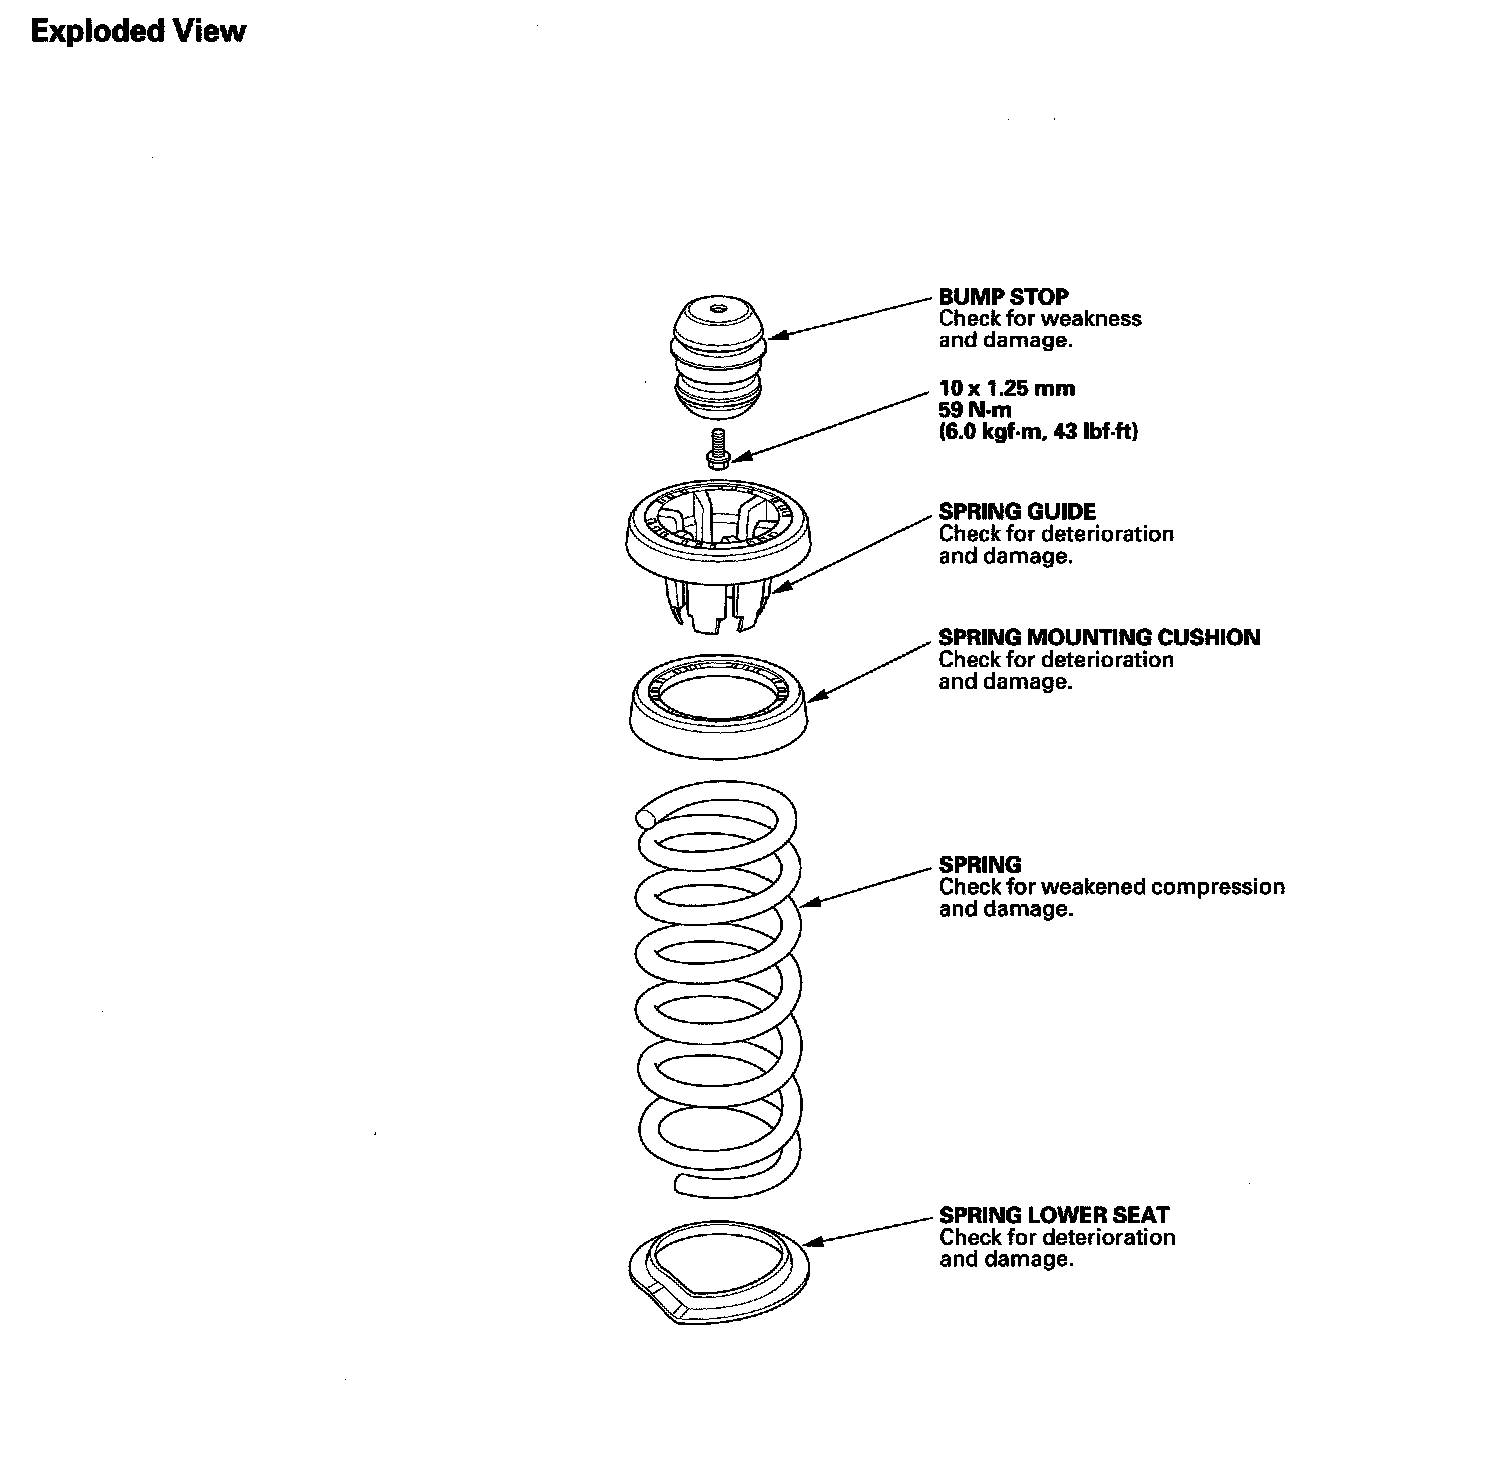 Exploded View
BUMP STOP
Check for weakness
and damage.
10 x 1.25 mm
59 N·m
(6.0 kgf·m, 43 lbf·ft)
SPRING GUIDE
Check for deterioration
and damage.
SPRING MOUNTING CUSHION
Check for deterioration
and damage.
SPRING
Check for weakened compression
and damage.
SPRING LOWER SEAT
Check for deterioration
and damage.